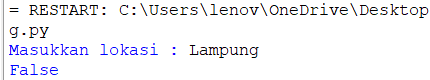 = RESTART: C:\Users\lenov\OneDrive\Desktop
g.py
Masukkan lokasi : Lampung
False